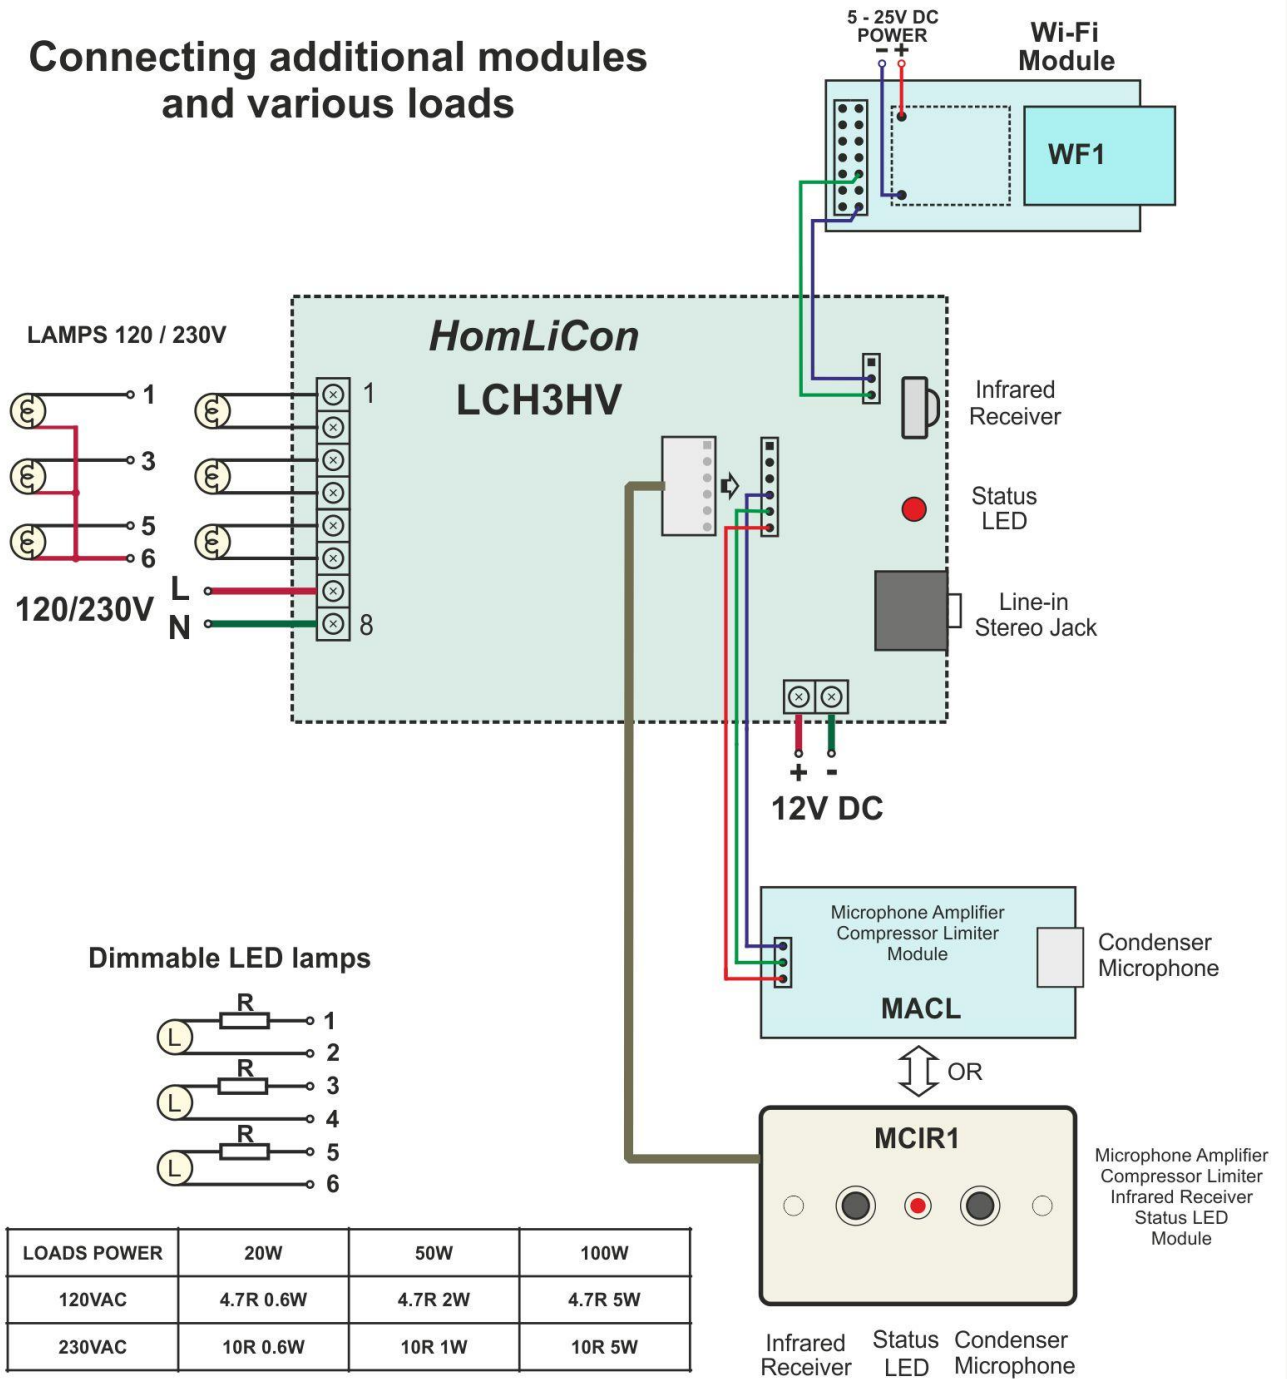 Connecting additional modules
and various loads
5 - 25V DC
POWER
- +
Wi-Fi
Module
WF1
LAMPS 120 / 230V
HomLiCon
LCH3HV
1
3
5
6
1
8
120/230V
L
N
Infrared
Receiver
Status
LED
Line-in
Stereo Jack
+ -
12V DC
Microphone Amplifier
Compressor Limiter
Module
MACL
Condenser
Microphone
OR
MCIR1
Microphone Amplifier
Compressor Limiter
Infrared Receiver
Status LED
Module
Infrared
Receiver
Status
LED
Condenser
Microphone
Dimmable LED lamps
R
L
1
2
R
L
3
4
R
L
5
6
LOADS POWER 20W 50W 100W
120VAC 4.7R 0.6W 4.7R 2W 4.7R 5W
230VAC 10R 0.6W 10R 1W 10R 5W